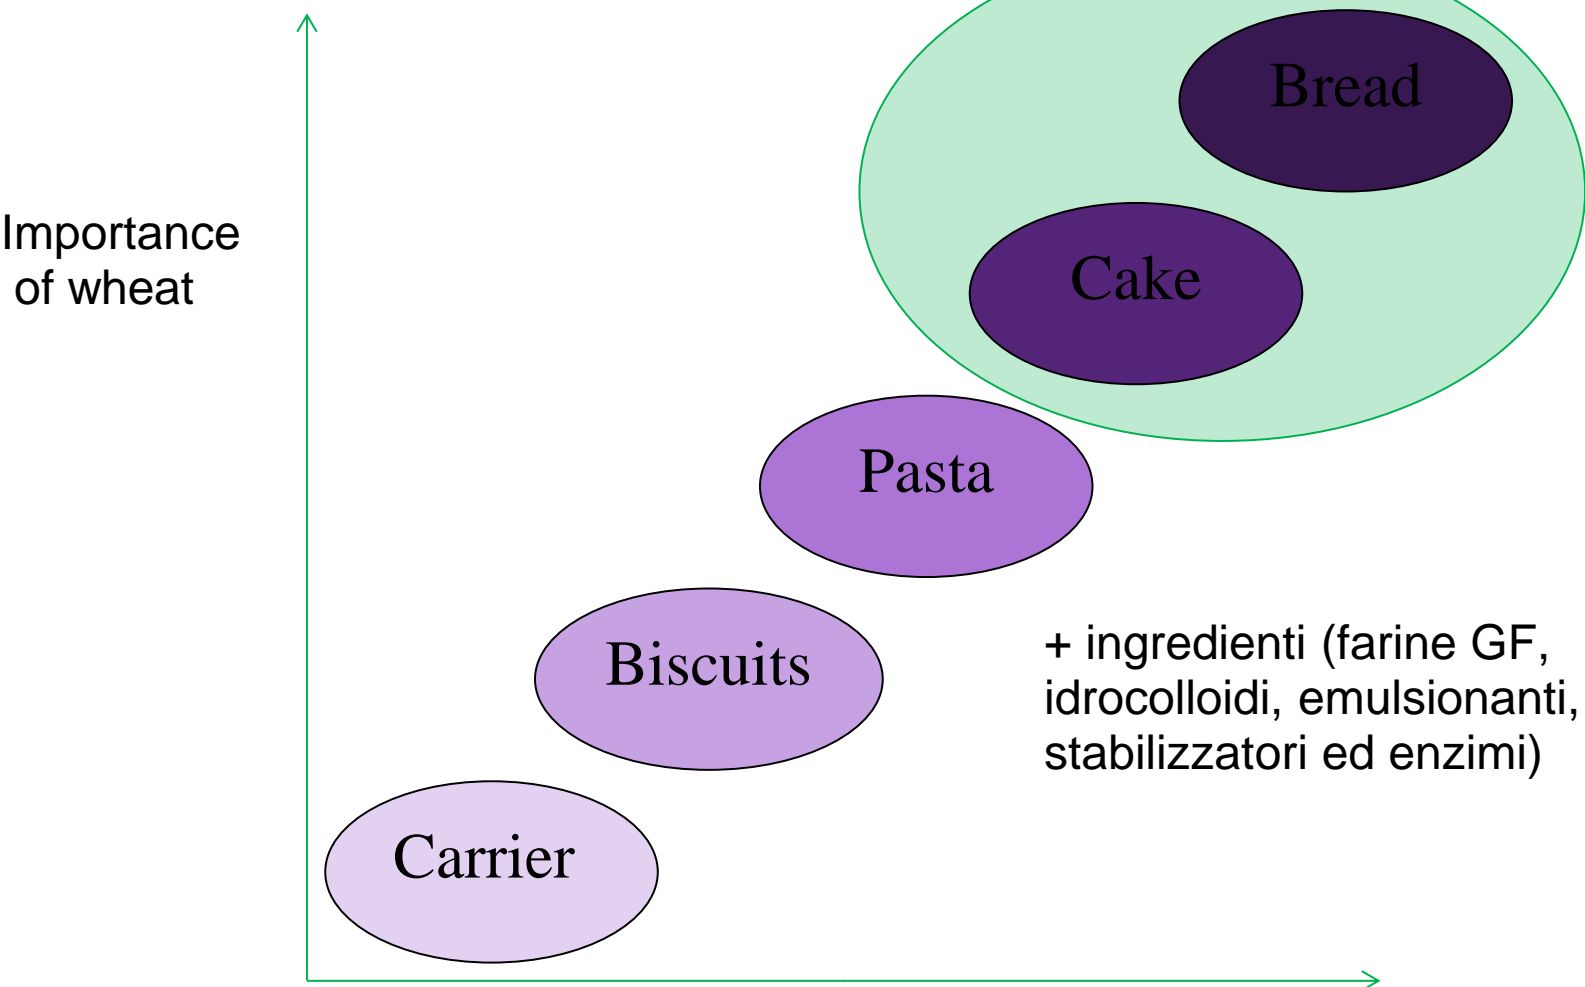 Bread
Importance
of wheat
Cake
Pasta
Biscuits
+ ingredienti (farine GF,
idrocolloidi, emulsionanti,
stabilizzatori ed enzimi)
Carrier